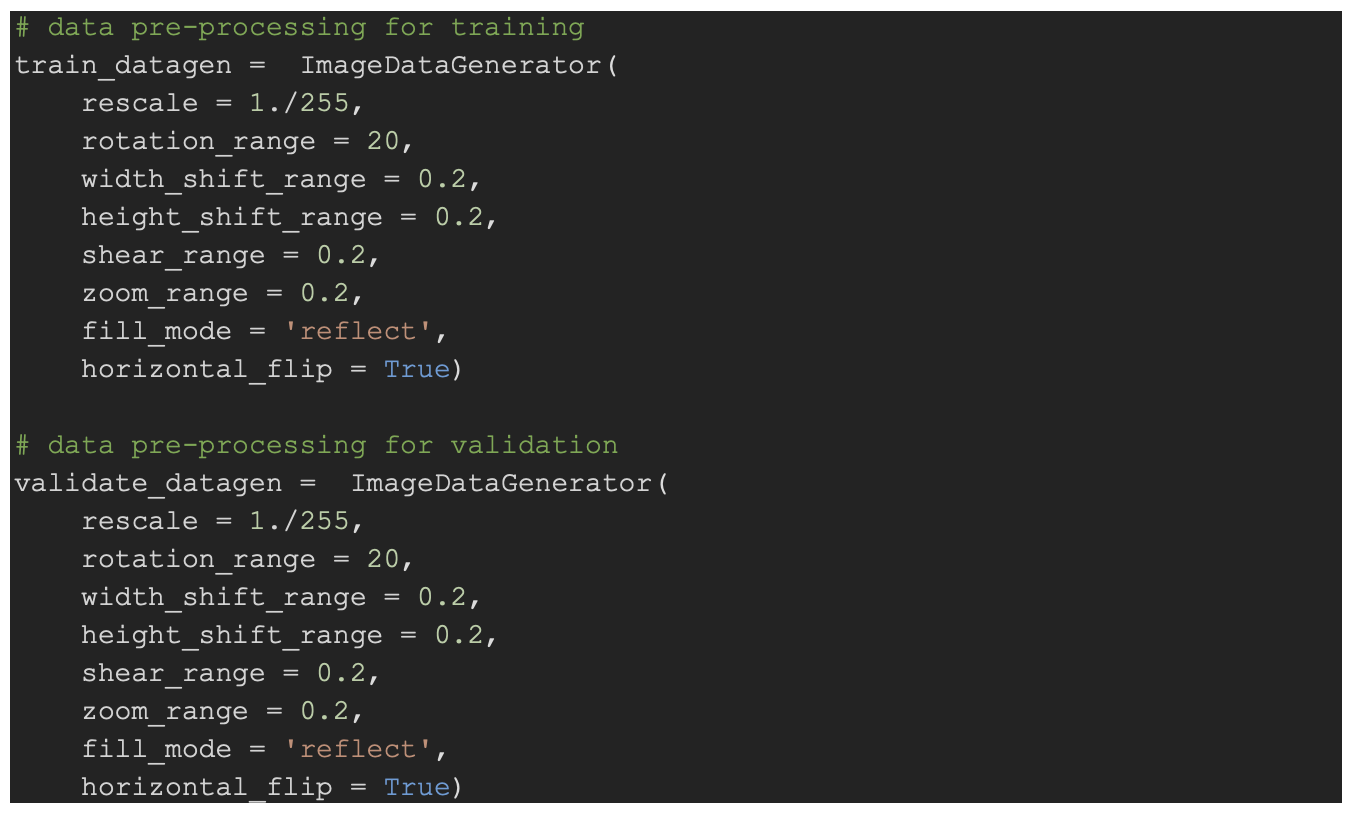 # data pre-processing for training
train_datagen =  ImageDataGenerator(
    rescale = 1./255,
    rotation_range = 20,
    width_shift_range = 0.2,
    height_shift_range = 0.2,
    shear_range = 0.2,
    zoom_range = 0.2,
    fill_mode = 'reflect',
    horizontal_flip = True)

# data pre-processing for validation
validate_datagen =  ImageDataGenerator(
    rescale = 1./255,
    rotation_range = 20,
    width_shift_range = 0.2,
    height_shift_range = 0.2,
    shear_range = 0.2,
    zoom_range = 0.2,
    fill_mode = 'reflect',
    horizontal_flip = True)